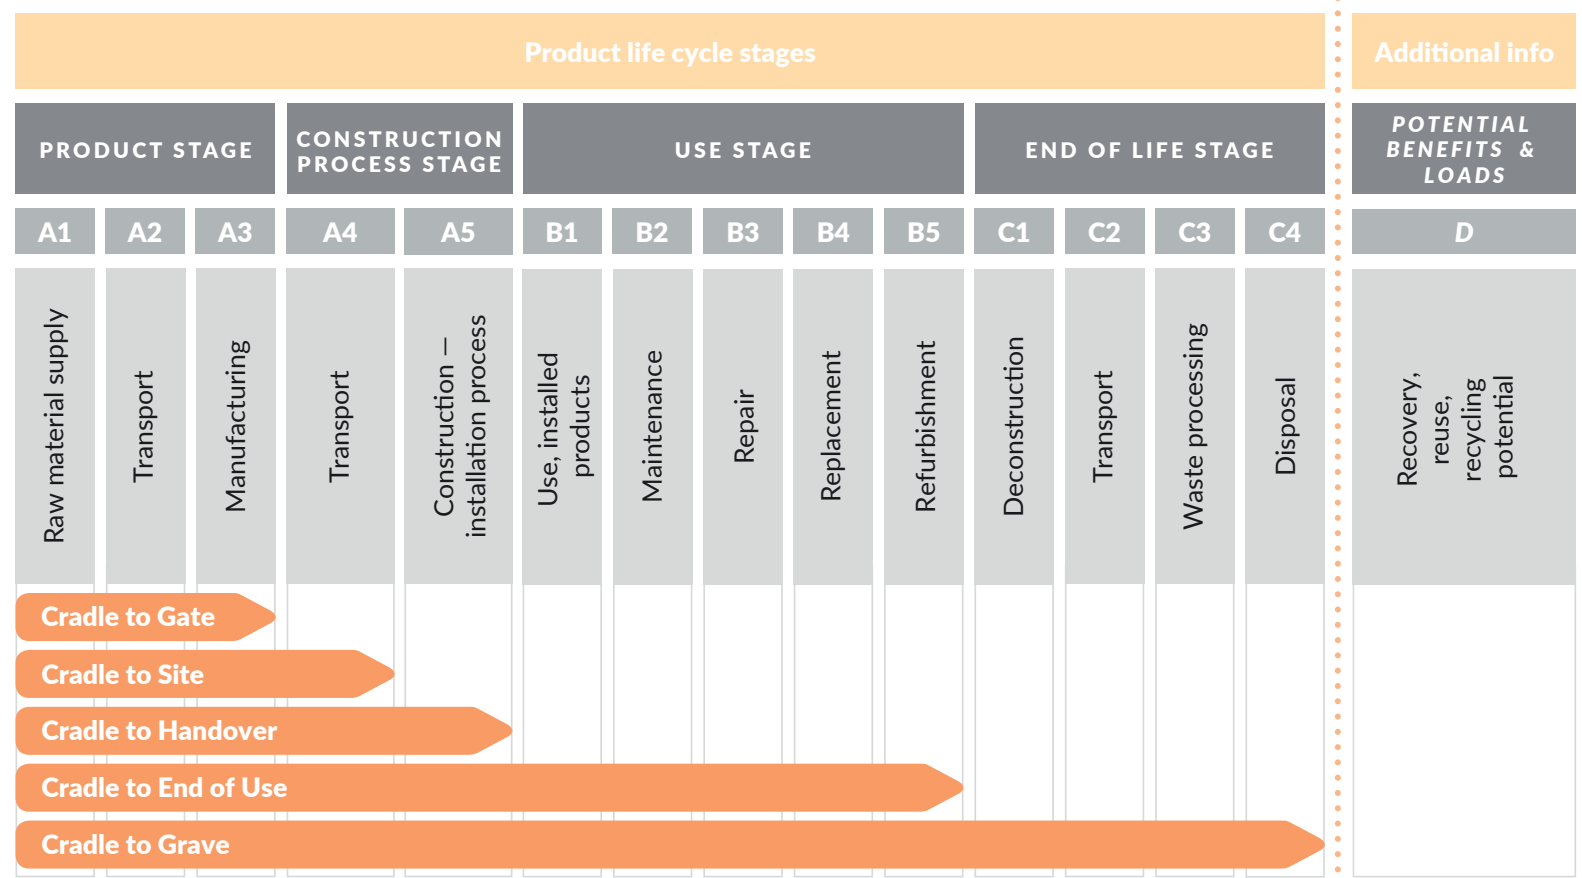 Product life cycle stages
Additional info
PRODUCT STAGE
CONSTRUCTION
PROCESS STAGE
USE STAGE
END OF LIFE STAGE
POTENTIAL
BENEFITS &
LOADS
A1
A2
A3
A4
A5
B1
B2
B3
B4
B5
C1
C2
C3
C4
D
Raw material supply
Transport
Manufacturing
Transport
Construction —
installation process
Use, installed
products
Maintenance
Repair
Replacement
Refurbishment
Deconstruction
Transport
Waste processing
Disposal
Recovery,
reuse,
recycling
potential
Cradle to Gate
Cradle to Site
Cradle to Handover
Cradle to End of Use
Cradle to Grave